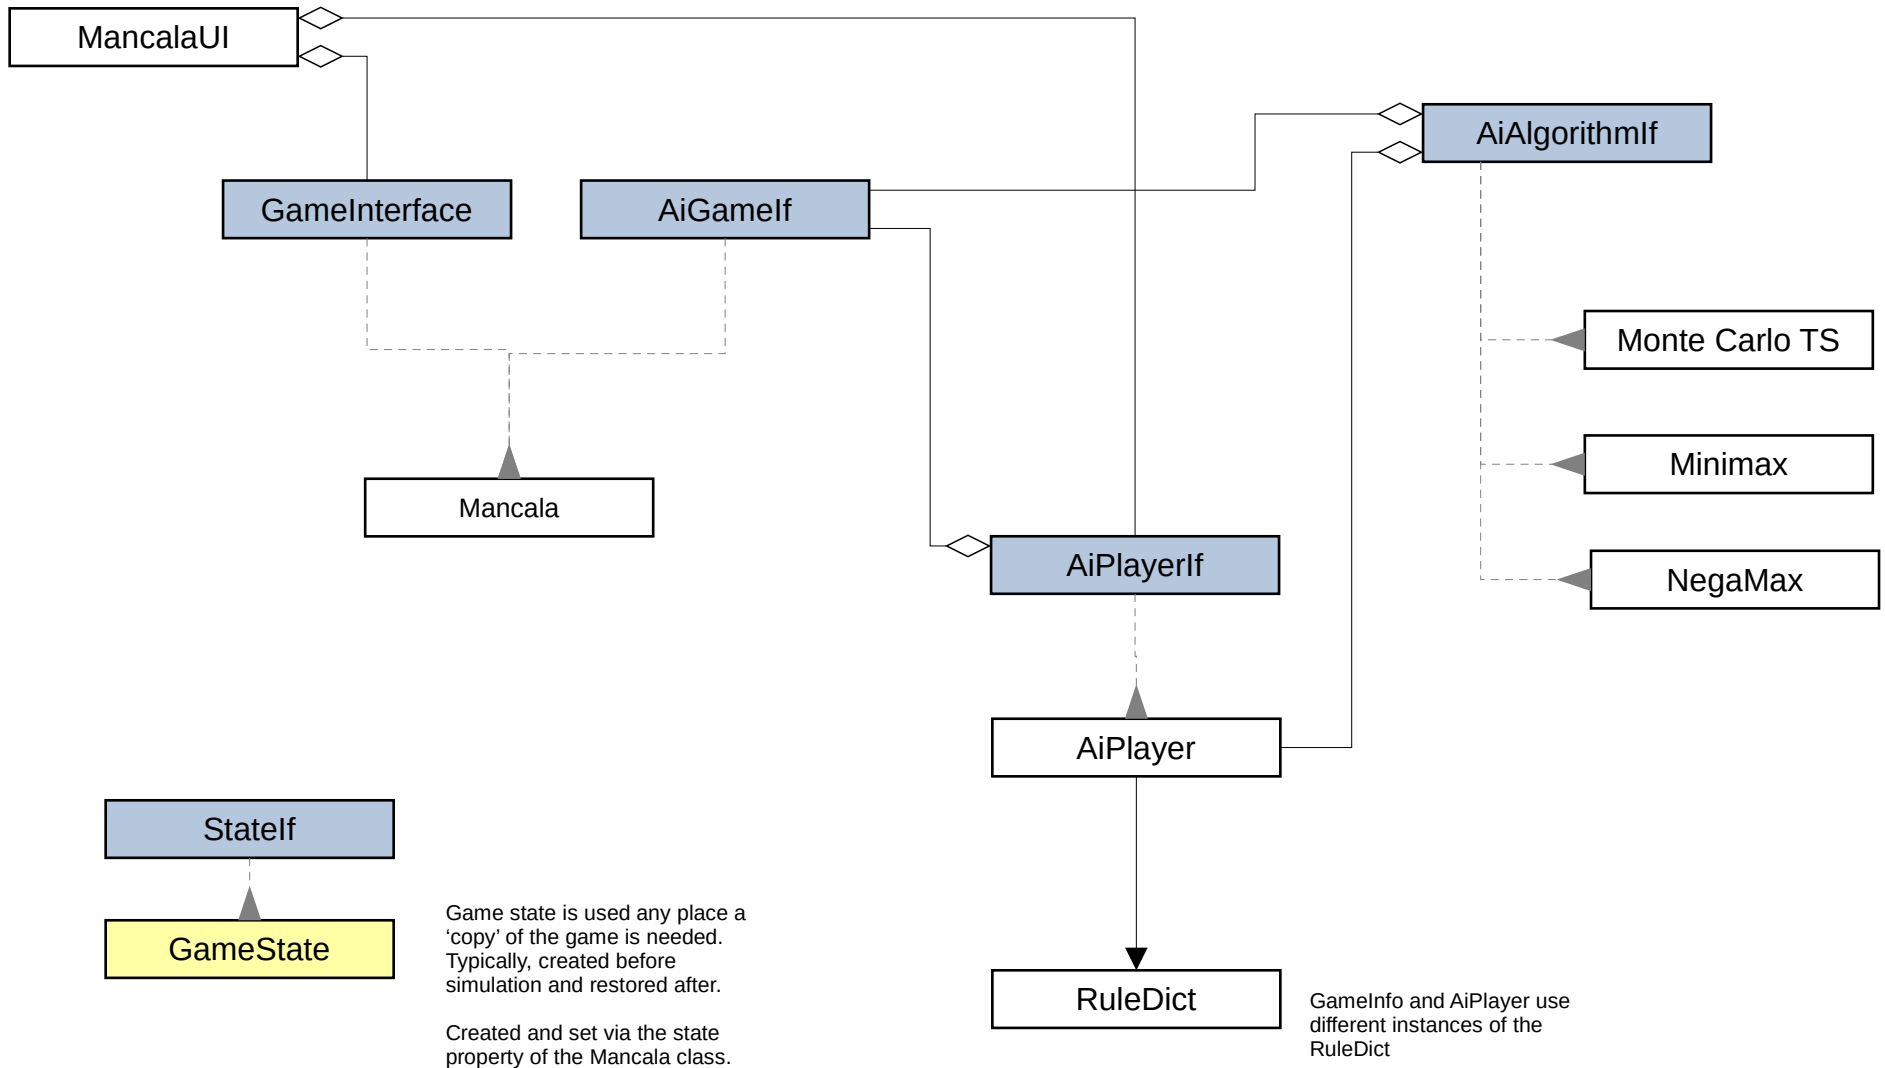 MancalaUI
AiAlgorithmIf
GameInterface
AiGameIf
Monte Carlo TS
Minimax
Mancala
AiPlayerIf
NegaMax
AiPlayer
StateIf
GameState
Game state is used any place a
‘copy’ of the game is needed.
Typically, created before
simulation and restored after.
Created and set via the state
property of the Mancala class.
RuleDict
GameInfo and AiPlayer use
different instances of the
RuleDict